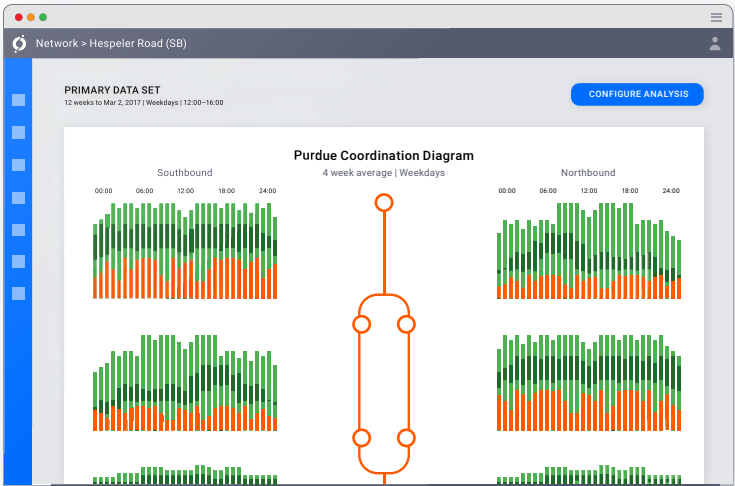 Network > Hespeler Road (SB)
PRIMARY DATA SET
12 weeks to Mar 2, 2017 | Weekdays | 12:00–16:00
CONFIGURE ANALYSIS
Purdue Coordination Diagram
Southbound
4 week average | Weekdays
Northbound
00:00 06:00 12:00 18:00 24:00
00:00 06:00 12:00 18:00 24:00